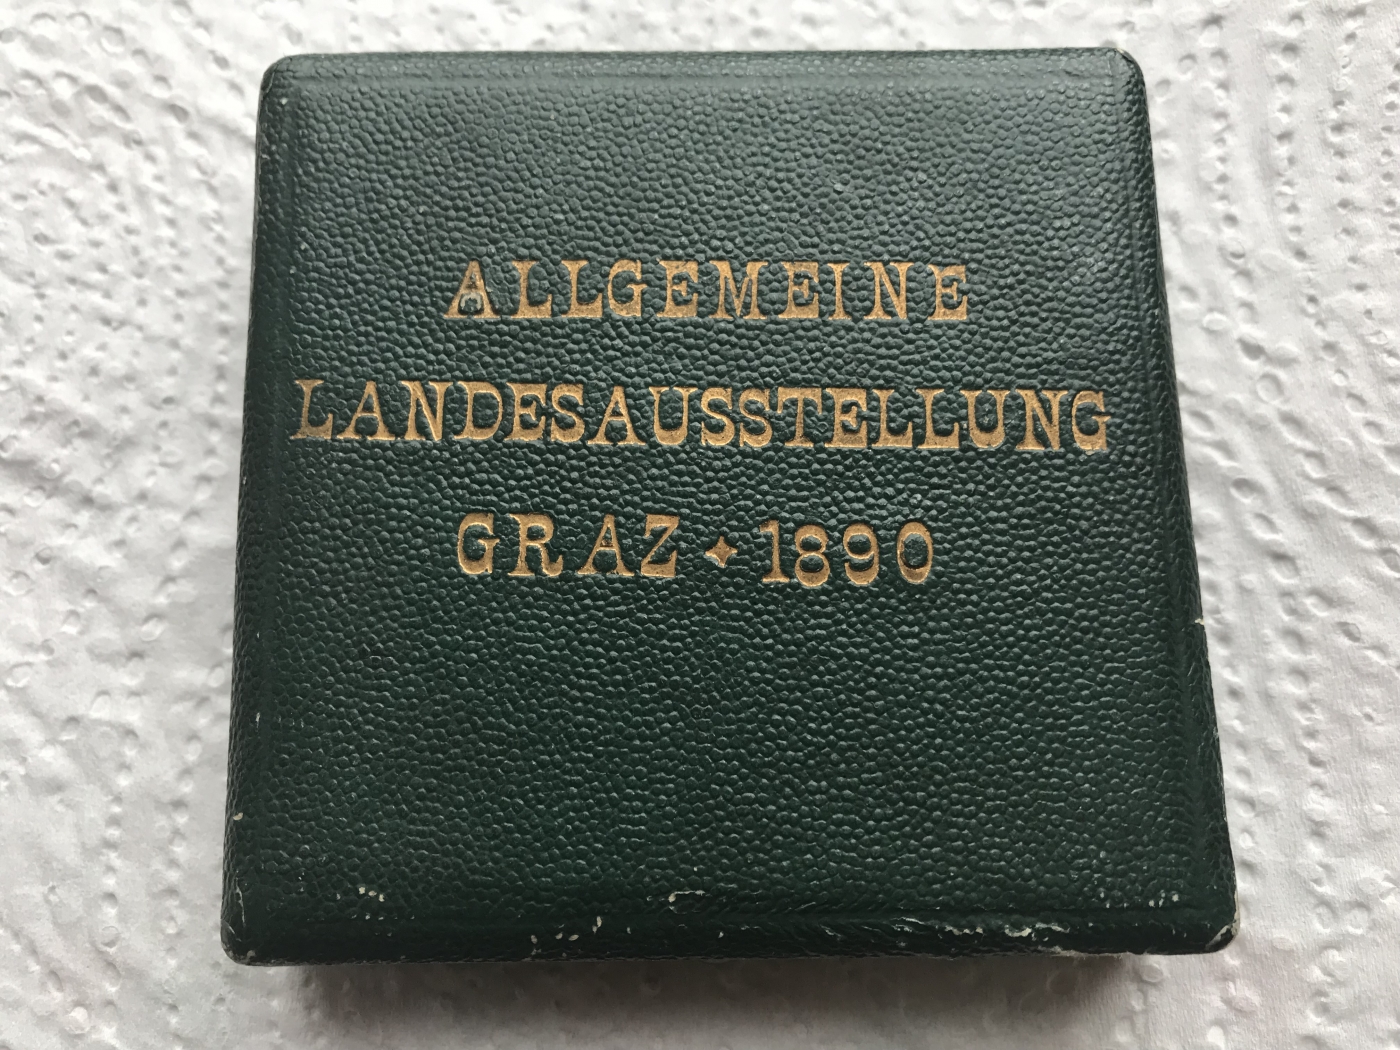 ALLGEMEINE
LANDESAUSSTELLUNG
GRAZ ✦ 1890